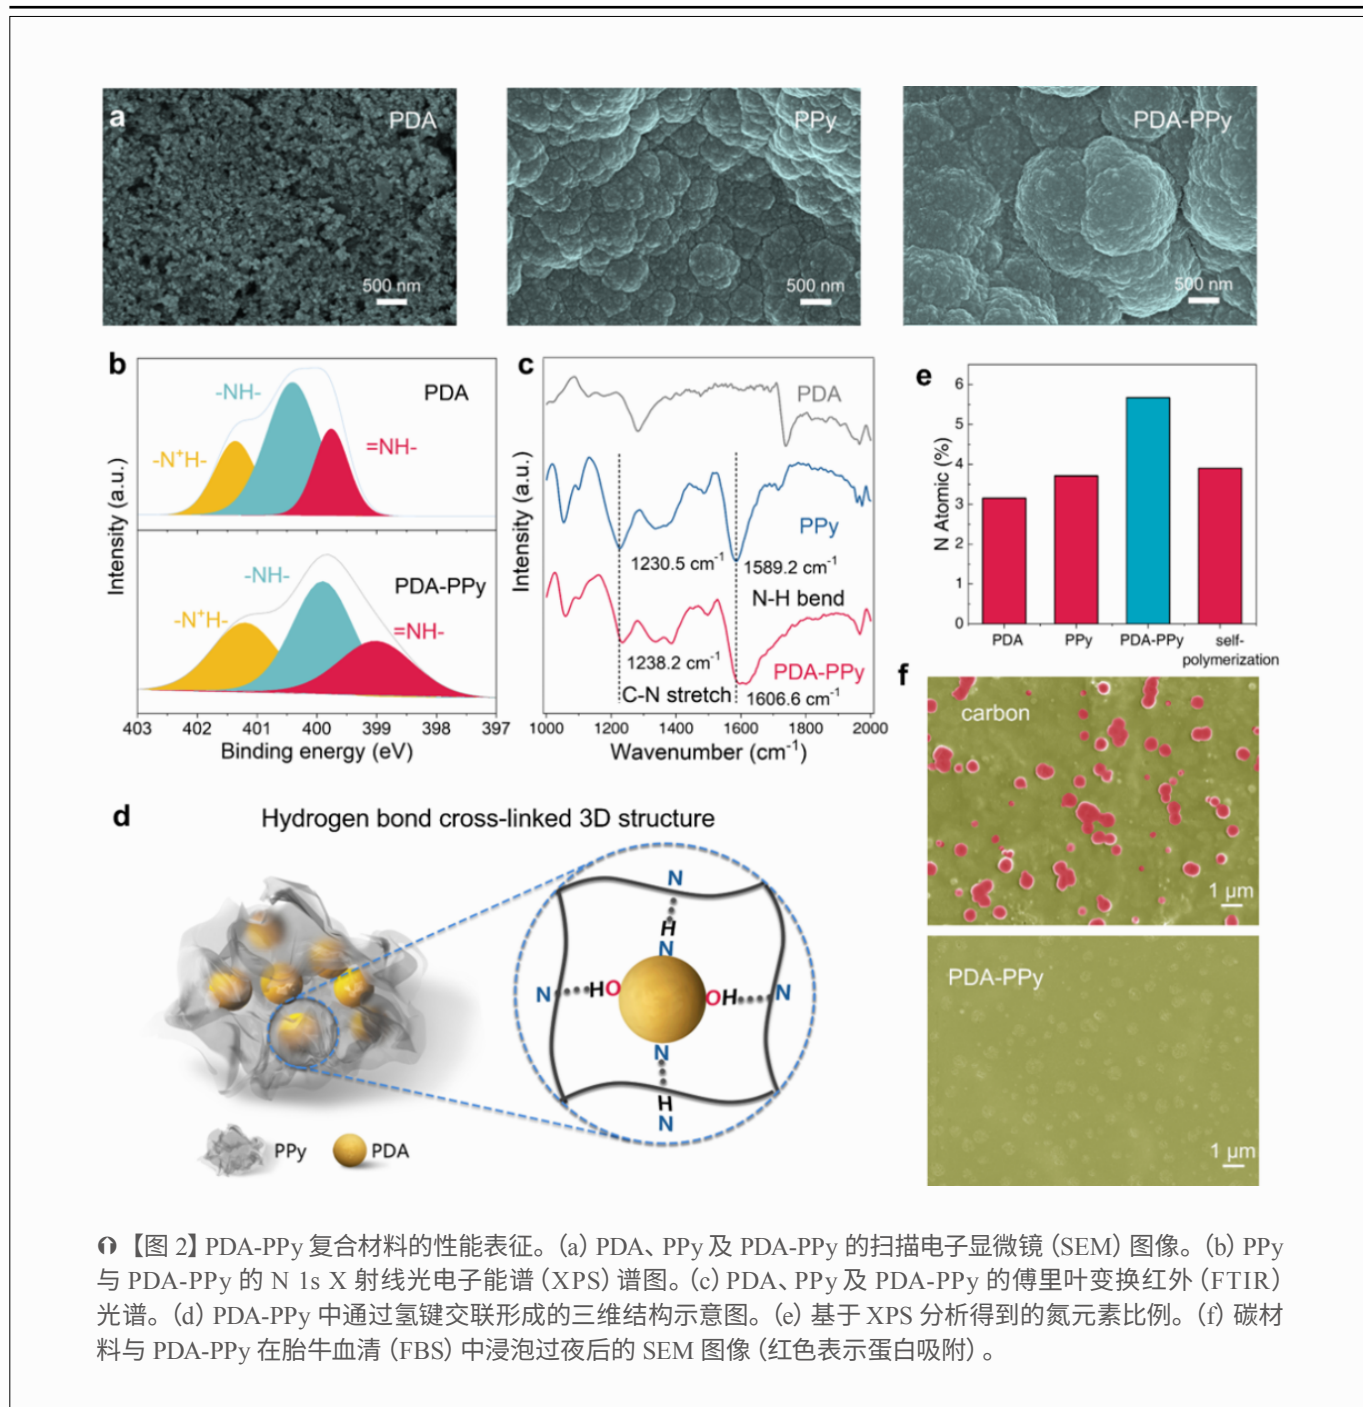 a
PDA
500 nm
PPy
500 nm
PDA-PPy
500 nm
b
-NH-
PDA
-N⁺H-
=NH-
-NH-
PDA-PPy
-N⁺H-
=NH-
Intensity (a.u.)
403 402 401 400 399 398 397
Binding energy (eV)
c
PDA
PPy
1230.5 cm⁻¹
1589.2 cm⁻¹
N-H bend
1238.2 cm⁻¹
PDA-PPy
C-N stretch
1606.6 cm⁻¹
Intensity (a.u.)
1000 1200 1400 1600 1800 2000
Wavenumber (cm⁻¹)
e
N Atomic (%)
6
5
4
3
2
1
0
PDA PPy PDA-PPy self-
polymerization
d
Hydrogen bond cross-linked 3D structure
N
H
N
N HO OH N
N
H
N
PPy PDA
f
carbon
1 μm
PDA-PPy
1 μm
【图 2】PDA-PPy 复合材料的性能表征。(a) PDA、PPy 及 PDA-PPy 的扫描电子显微镜（SEM）图像。(b) PPy
与 PDA-PPy 的 N 1s X 射线光电子能谱（XPS）谱图。(c) PDA、PPy 及 PDA-PPy 的傅里叶变换红外（FTIR）
光谱。(d) PDA-PPy 中通过氢键交联形成的三维结构示意图。(e) 基于 XPS 分析得到的氮元素比例。(f) 碳材
料与 PDA-PPy 在胎牛血清（FBS）中浸泡过夜后的 SEM 图像（红色表示蛋白吸附）。